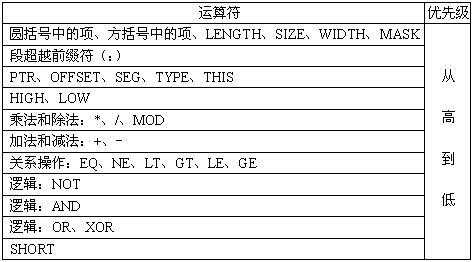 运算符 优先级
圆括号中的项、方括号中的项、LENGTH、SIZE、WIDTH、MASK
段超越前缀符（:）
PTR、OFFSET、SEG、TYPE、THIS
HIGH、LOW
乘法和除法：*、/、MOD
加法和减法：+、-
关系操作：EQ、NE、LT、GT、LE、GE
逻辑：NOT
逻辑：AND
逻辑：OR、XOR
SHORT
从
高
到
低